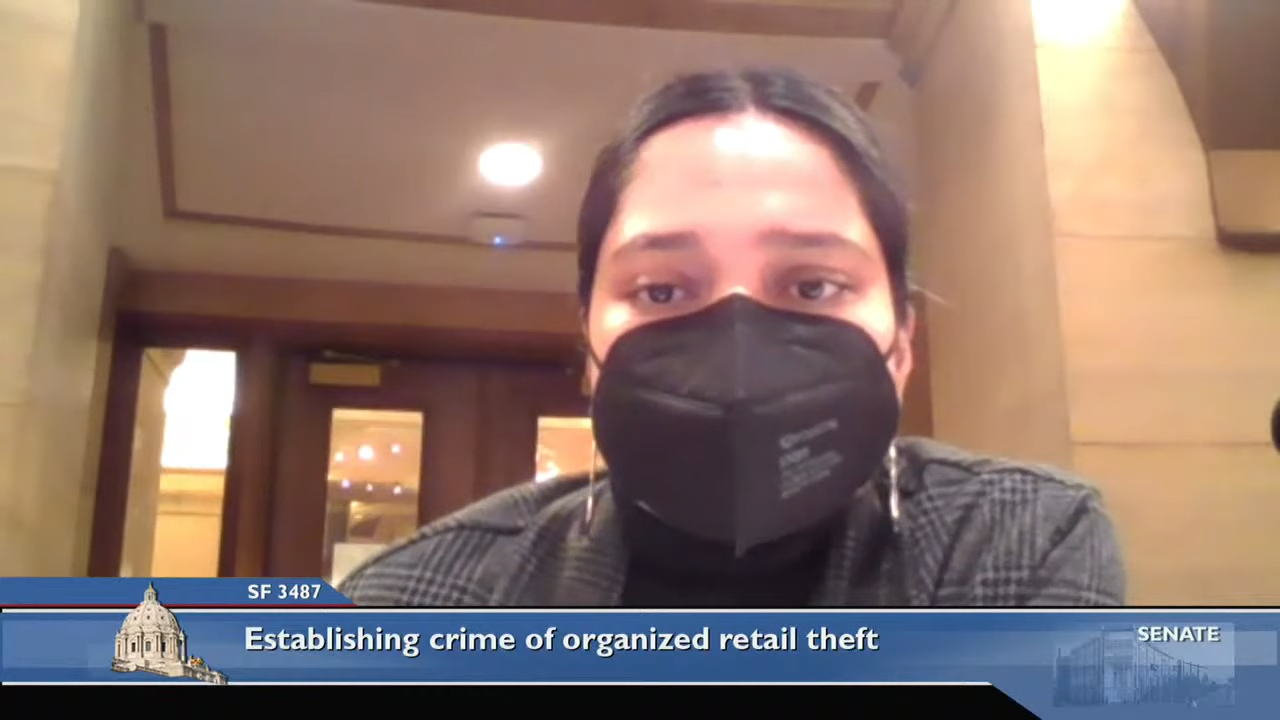 SF 3487
Establishing crime of organized retail theft
SENATE